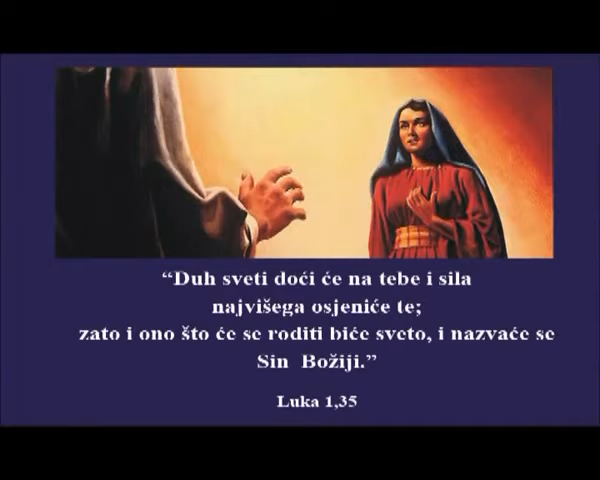 “Duh sveti doći će na tebe i sila
najvišega osjeniće te;
zato i ono što će se roditi biće sveto, i nazvaće se
Sin Božiji.”
Luka 1,35